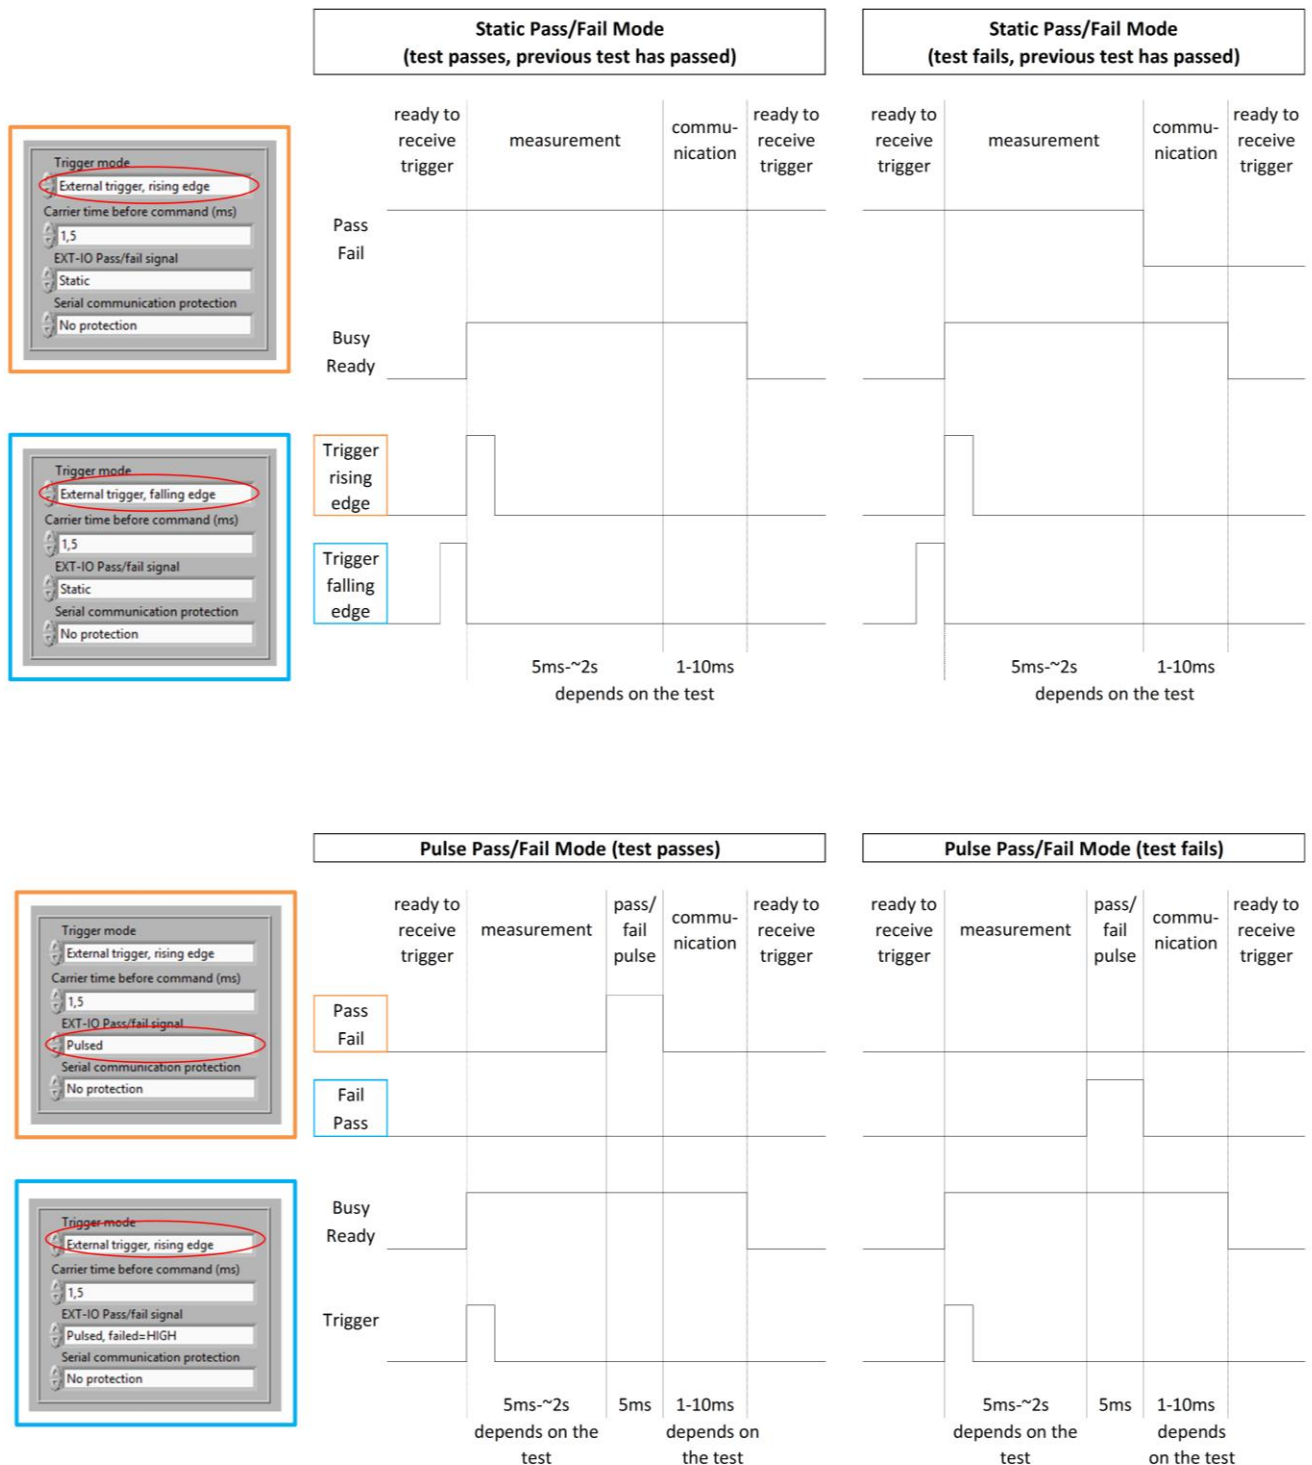 Static Pass/Fail Mode
(test passes, previous test has passed)
Static Pass/Fail Mode
(test fails, previous test has passed)
Trigger mode
External trigger, rising edge
Carrier time before command (ms)
1,5
EXT-IO Pass/fail signal
Static
Serial communication protection
No protection
ready to
receive
trigger
measurement
commu-
nication
ready to
receive
trigger
ready to
receive
trigger
measurement
commu-
nication
ready to
receive
trigger
Pass
Fail
Busy
Ready
Trigger mode
External trigger, falling edge
Carrier time before command (ms)
1,5
EXT-IO Pass/fail signal
Static
Serial communication protection
No protection
Trigger
rising
edge
Trigger
falling
edge
5ms-~2s
1-10ms
depends on the test
5ms-~2s
1-10ms
depends on the test
Pulse Pass/Fail Mode (test passes)
Pulse Pass/Fail Mode (test fails)
Trigger mode
External trigger, rising edge
Carrier time before command (ms)
1,5
EXT-IO Pass/fail signal
Pulsed
Serial communication protection
No protection
ready to
receive
trigger
measurement
pass/
fail
pulse
commu-
nication
ready to
receive
trigger
ready to
receive
trigger
measurement
pass/
fail
pulse
commu-
nication
ready to
receive
trigger
Pass
Fail
Fail
Pass
Trigger mode
External trigger, rising edge
Carrier time before command (ms)
1,5
EXT-IO Pass/fail signal
Pulsed, failed=HIGH
Serial communication protection
No protection
Busy
Ready
Trigger
5ms-~2s
depends on the
test
5ms
1-10ms
depends on
the test
5ms-~2s
depends on the
test
5ms
1-10ms
depends
on the test